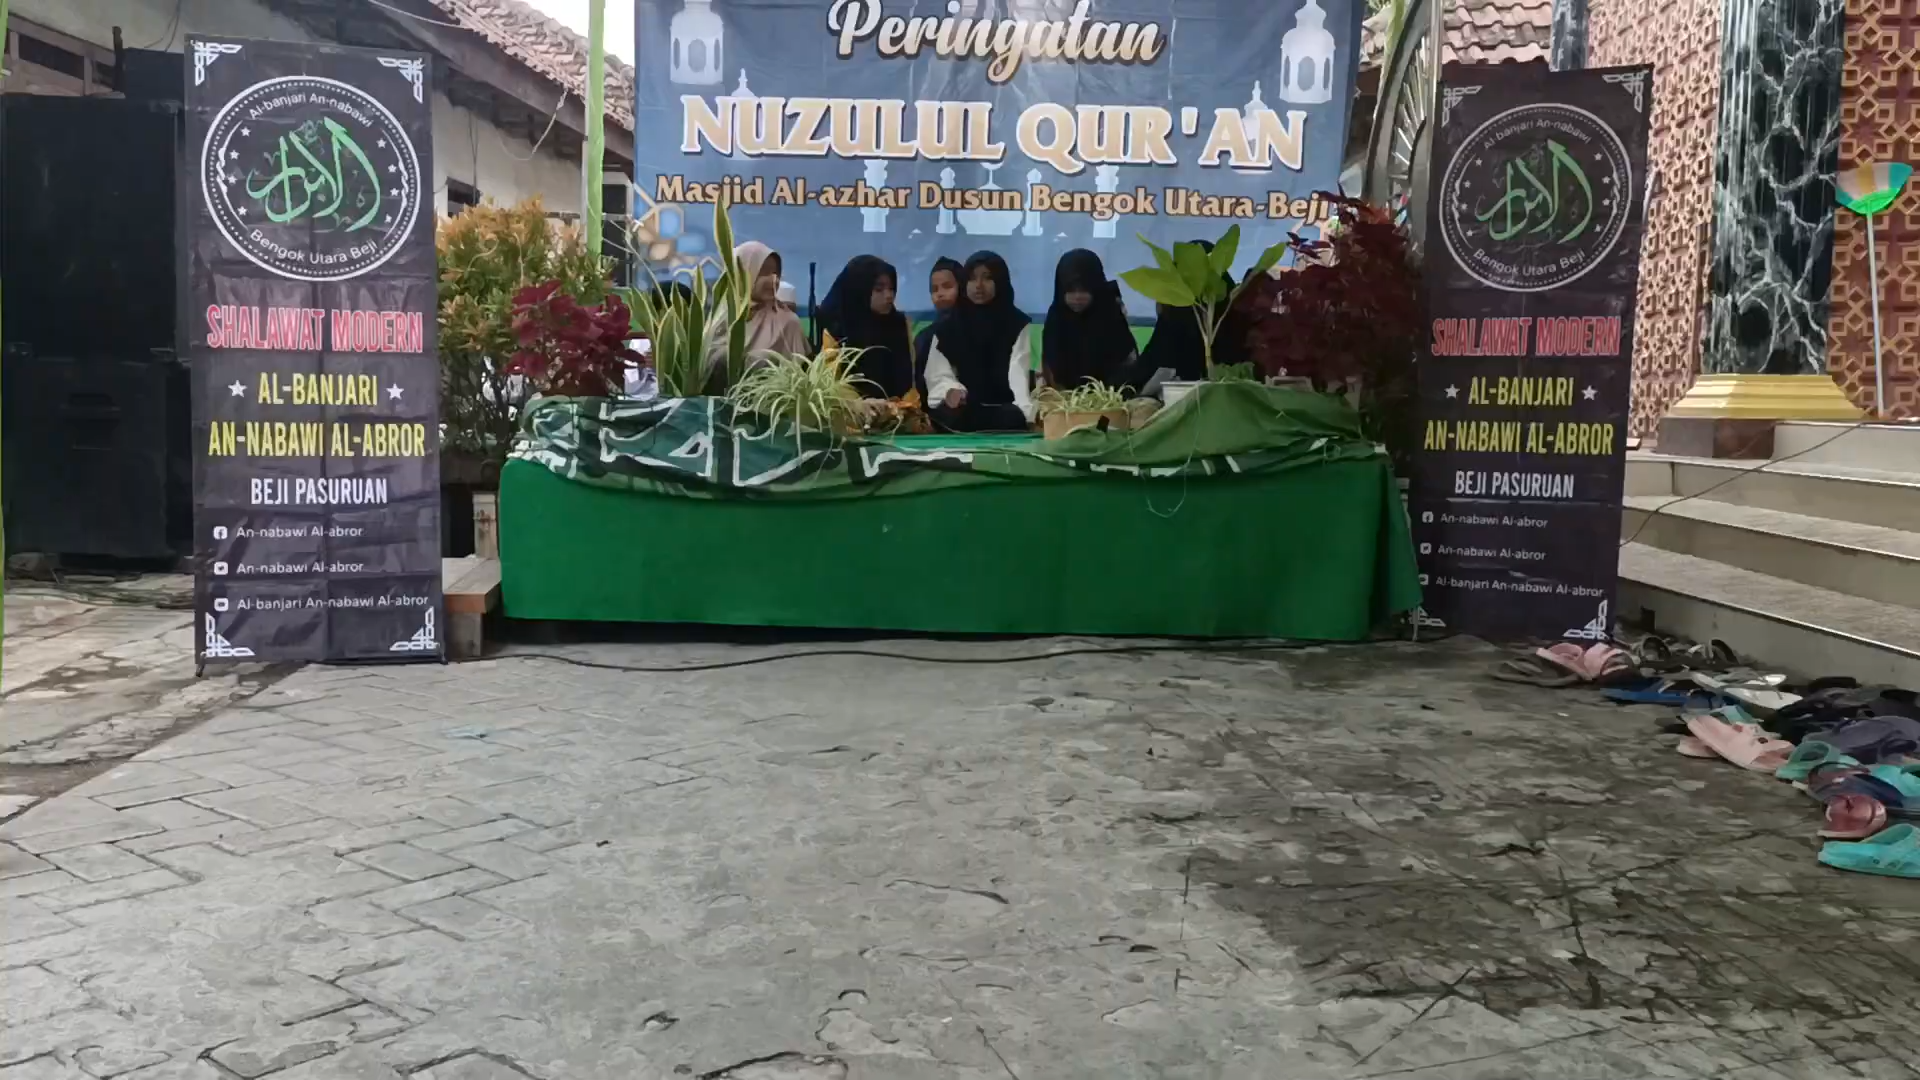 Peringatan
NUZULUL QUR'AN
Masjid Al-azhar Dusun Bengok Utara-Beji
Al-banjari An-nabawi
الابرار
Bengok Utara Beji
SHALAWAT MODERN
AL-BANJARI
AN-NABAWI AL-ABROR
BEJI PASURUAN
An-nabawi Al-abror
An-nabawi Al-abror
Al-banjari An-nabawi Al-abror
Al-banjari An-nabawi
الابرار
Bengok Utara Beji
SHALAWAT MODERN
AL-BANJARI
AN-NABAWI AL-ABROR
BEJI PASURUAN
An-nabawi Al-abror
An-nabawi Al-abror
Al-banjari An-nabawi Al-abror